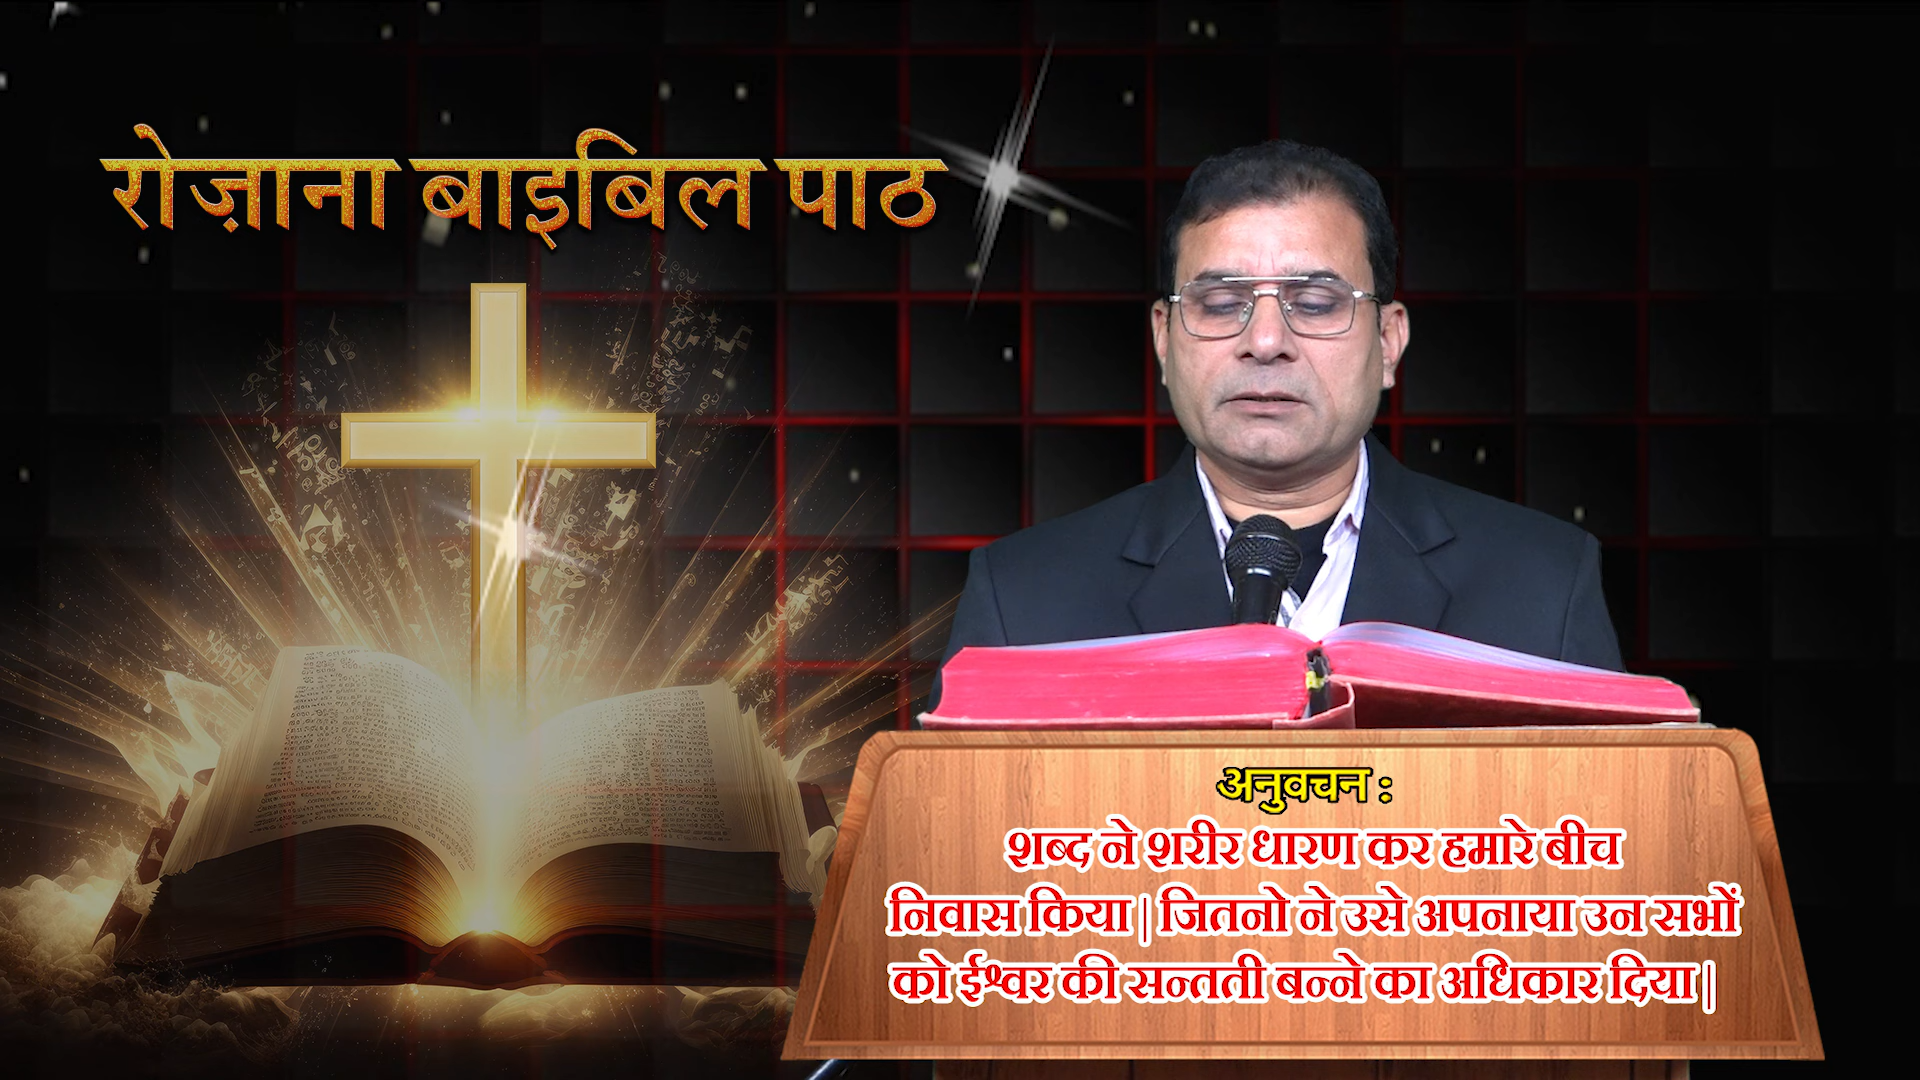 रोज़ाना बाइबिल पाठ
अनुवचन :
शब्द ने शरीर धारण कर हमारे बीच
निवास किया | जितनो ने उसे अपनाया उन सभों
को ईश्वर की सन्तती बन्ने का अधिकार दिया |